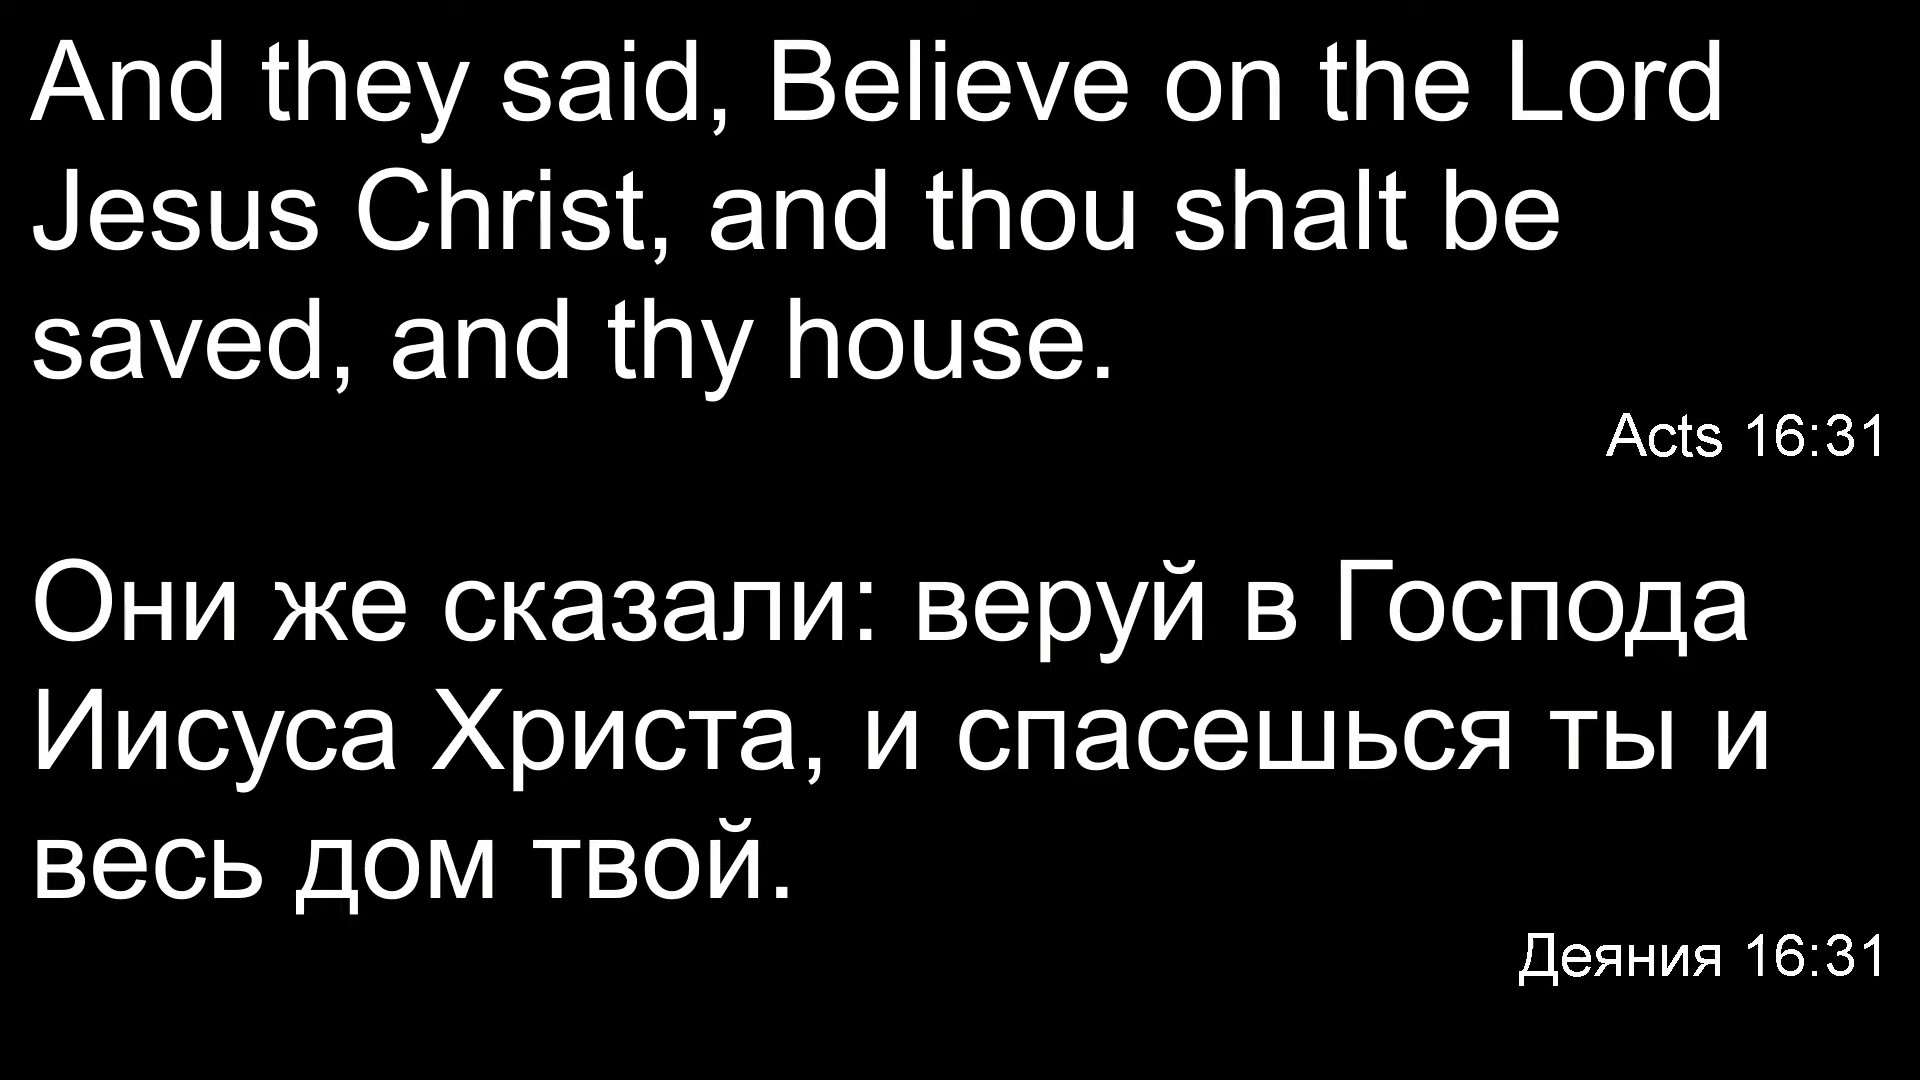 And they said, Believe on the Lord
Jesus Christ, and thou shalt be
saved, and thy house.
Acts 16:31
Они же сказали: веруй в Господа
Иисуса Христа, и спасешься ты и
весь дом твой.
Деяния 16:31